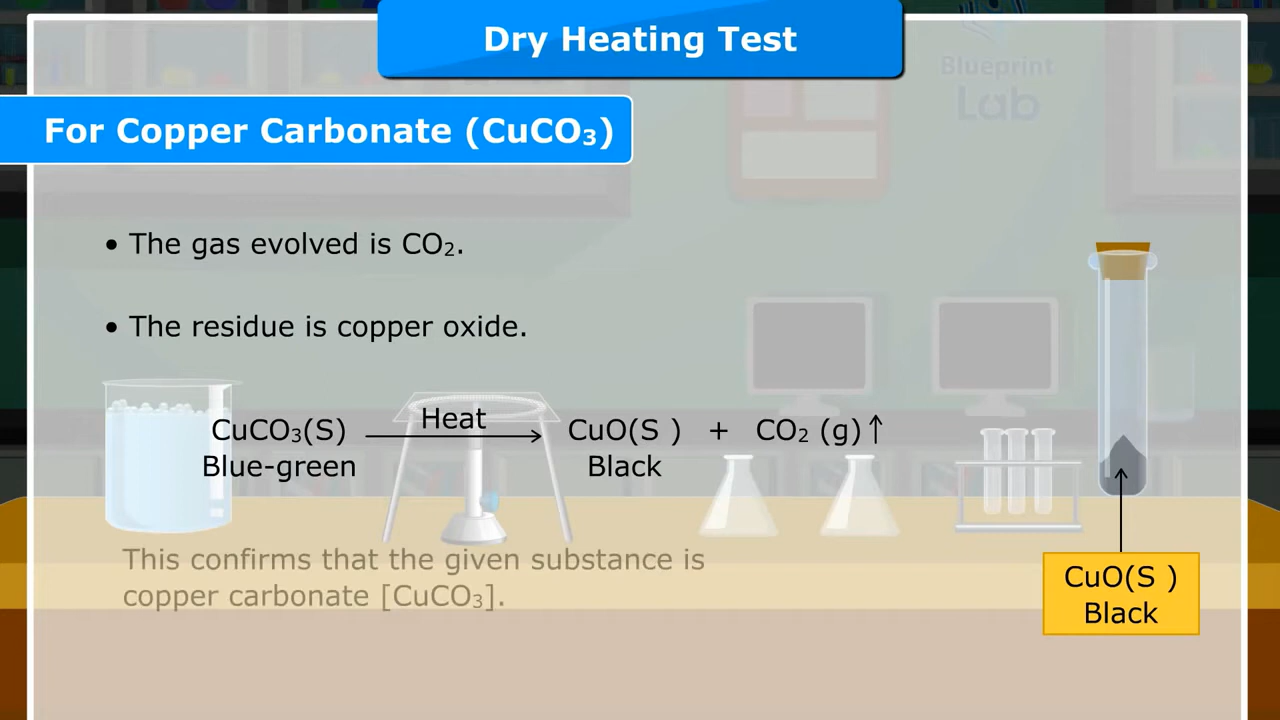 Dry Heating Test
Blueprint
Lab
For Copper Carbonate (CuCO₃)
• The gas evolved is CO₂.
• The residue is copper oxide.
CuCO₃(S) Heat CuO(S ) + CO₂ (g)↑
Blue-green Black
This confirms that the given substance is
copper carbonate [CuCO₃].
CuO(S )
Black